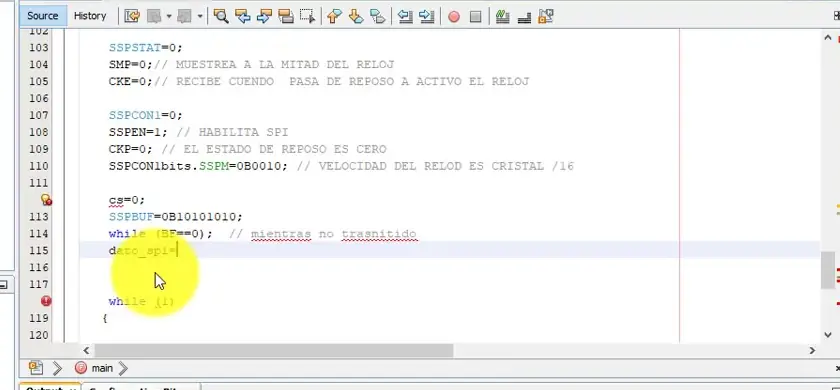 Source History
102
103 SSPSTAT=0;
104 SMP=0;// MUESTREA A LA MITAD DEL RELOJ
105 CKE=0;// RECIBE CUENDO  PASA DE REPOSO A ACTIVO EL RELOJ
106
107 SSPCON1=0;
108 SSPEN=1; // HABILITA SPI
109 CKP=0; // EL ESTADO DE REPOSO ES CERO
110 SSPCON1bits.SSPM=0B0010; // VELOCIDAD DEL RELOD ES CRISTAL /16
111
cs=0;
113 SSPBUF=0B10101010;
114 while (BF==0);  // mientras no trasnitido
115 dato_spi=
116
117
while (1)
119 {
120
main